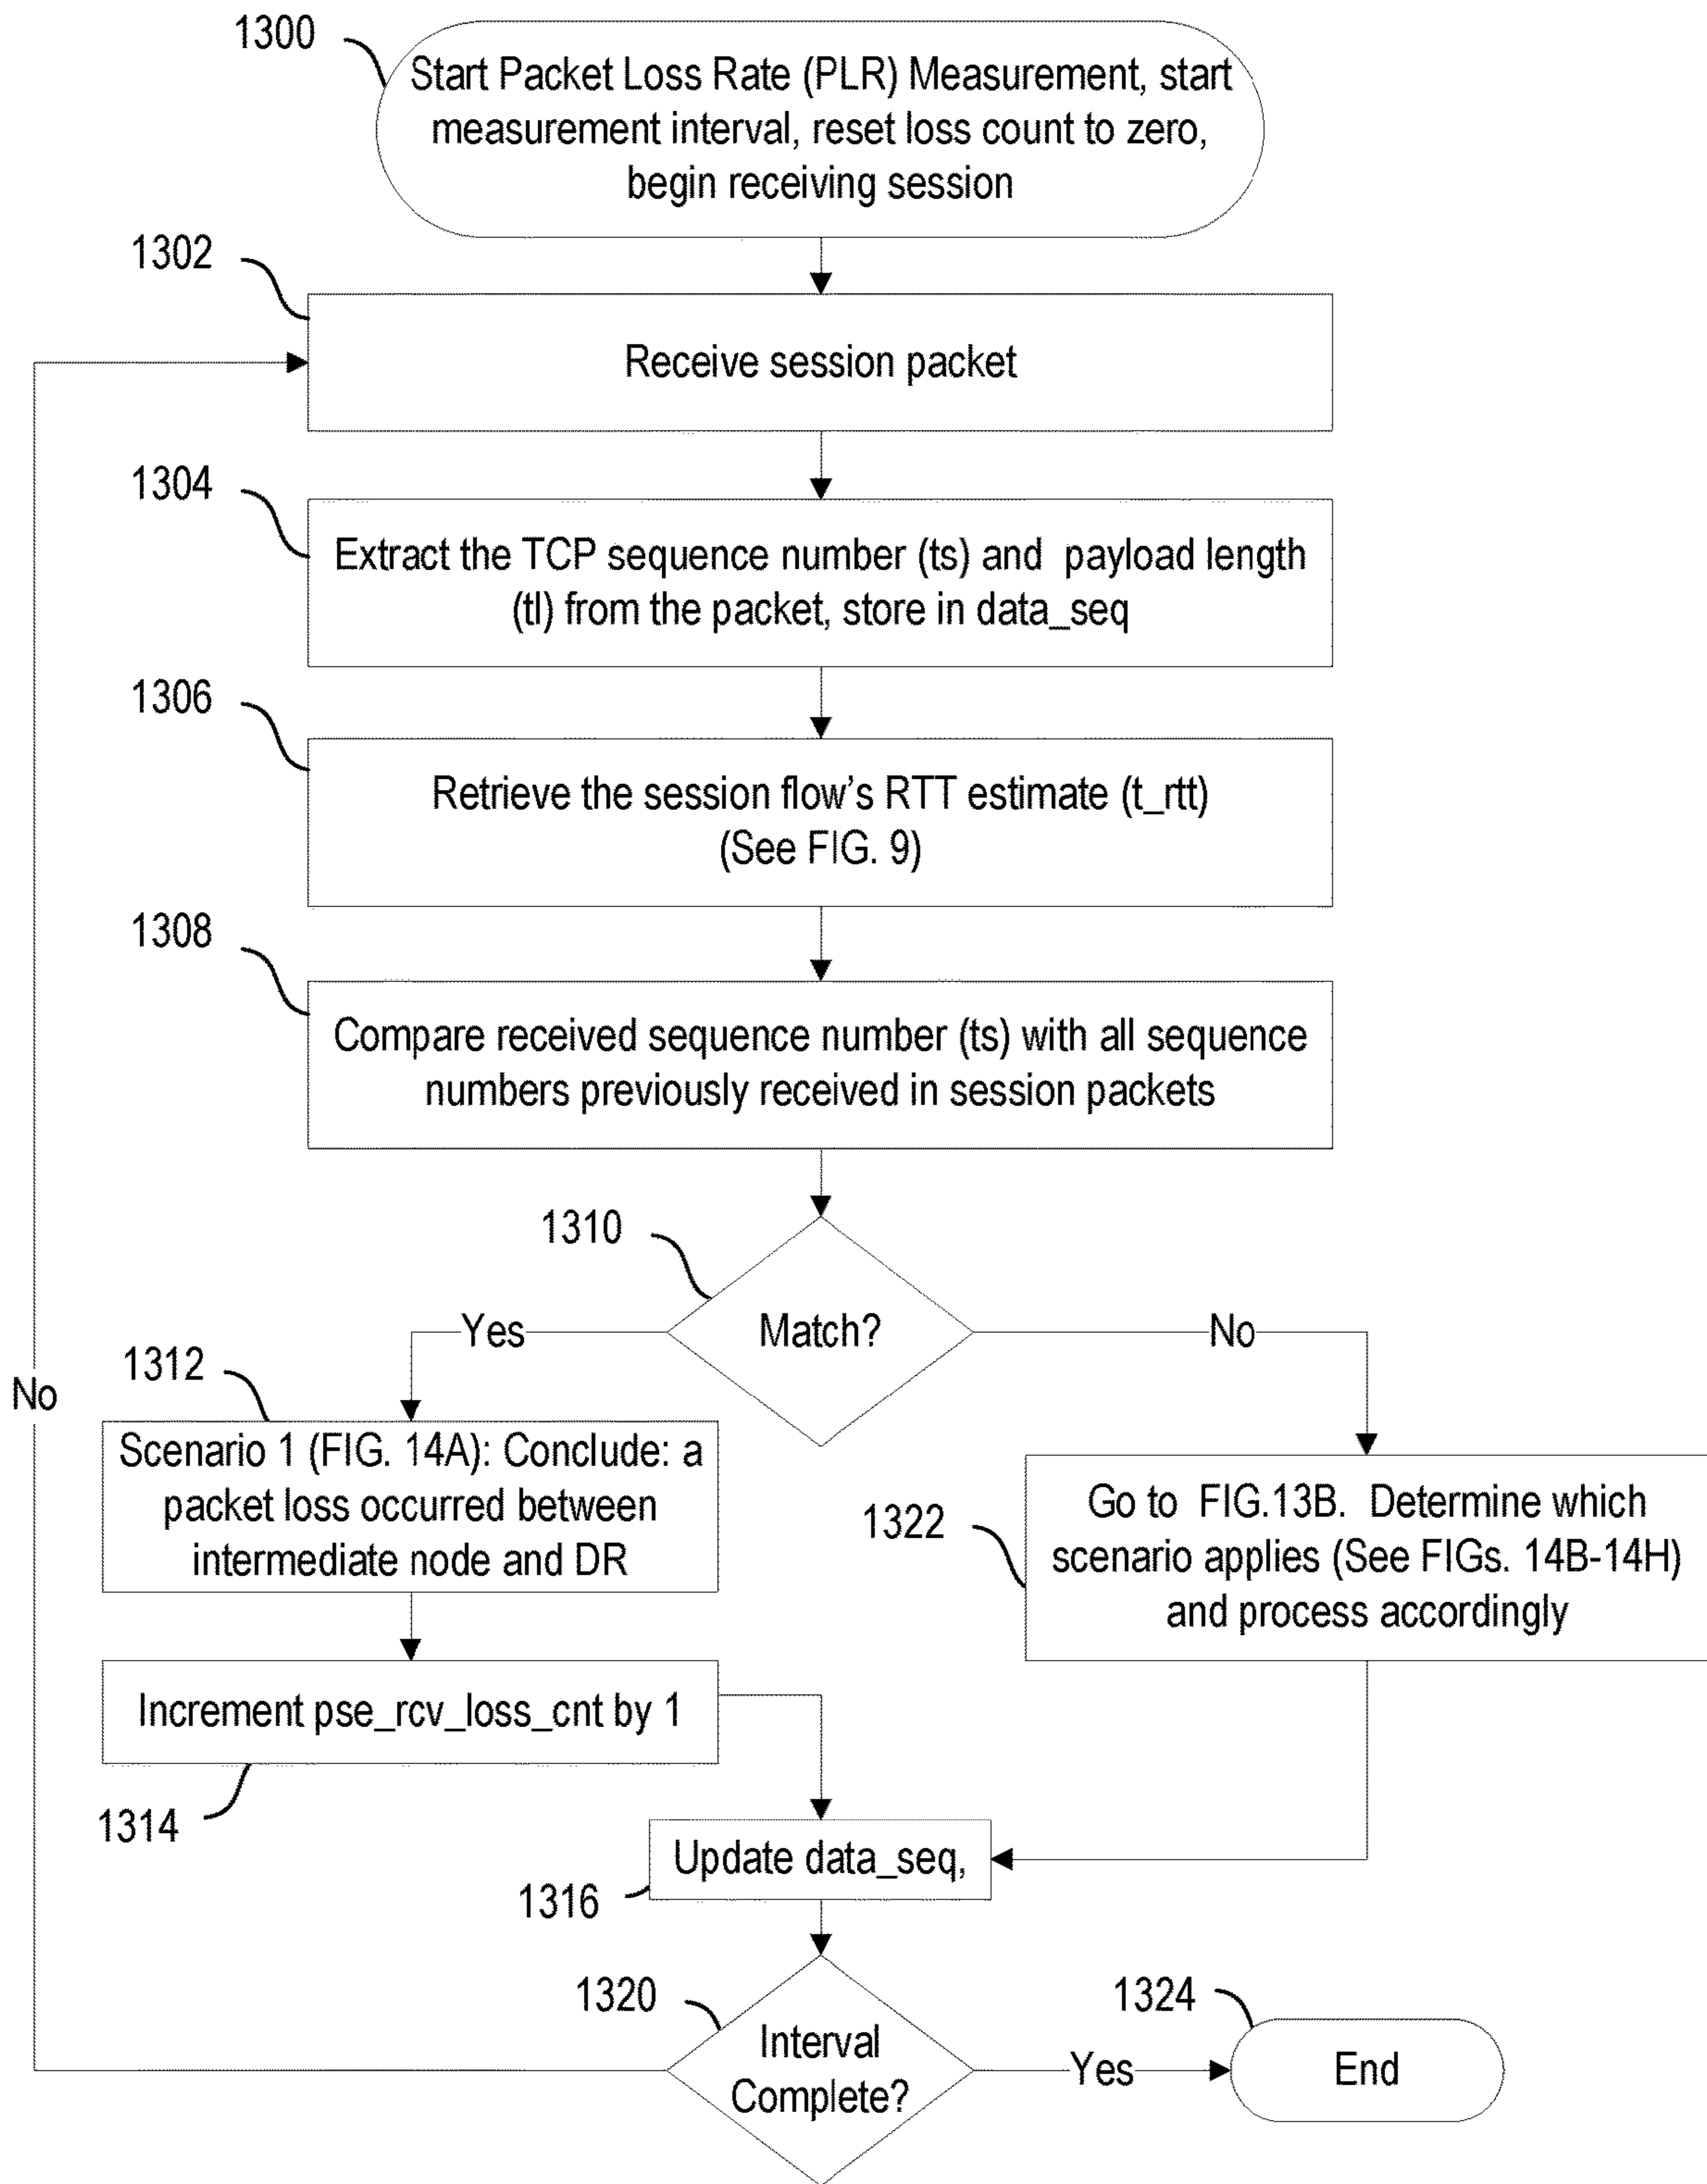 1300
Start Packet Loss Rate (PLR) Measurement, start
measurement interval, reset loss count to zero,
begin receiving session
1302
Receive session packet
1304
Extract the TCP sequence number (ts) and payload length
(tl) from the packet, store in data_seq
1306
Retrieve the session flow's RTT estimate (t_rtt)
(See FIG. 9)
1308
Compare received sequence number (ts) with all sequence
numbers previously received in session packets
1310
Match?
Yes
No
1312
No
Scenario 1 (FIG. 14A): Conclude: a
packet loss occurred between
intermediate node and DR
1322
Go to FIG.13B. Determine which
scenario applies (See FIGs. 14B-14H)
and process accordingly
Increment pse_rcv_loss_cnt by 1
1314
Update data_seq,
1316
1320
Interval
Complete?
Yes
1324
End